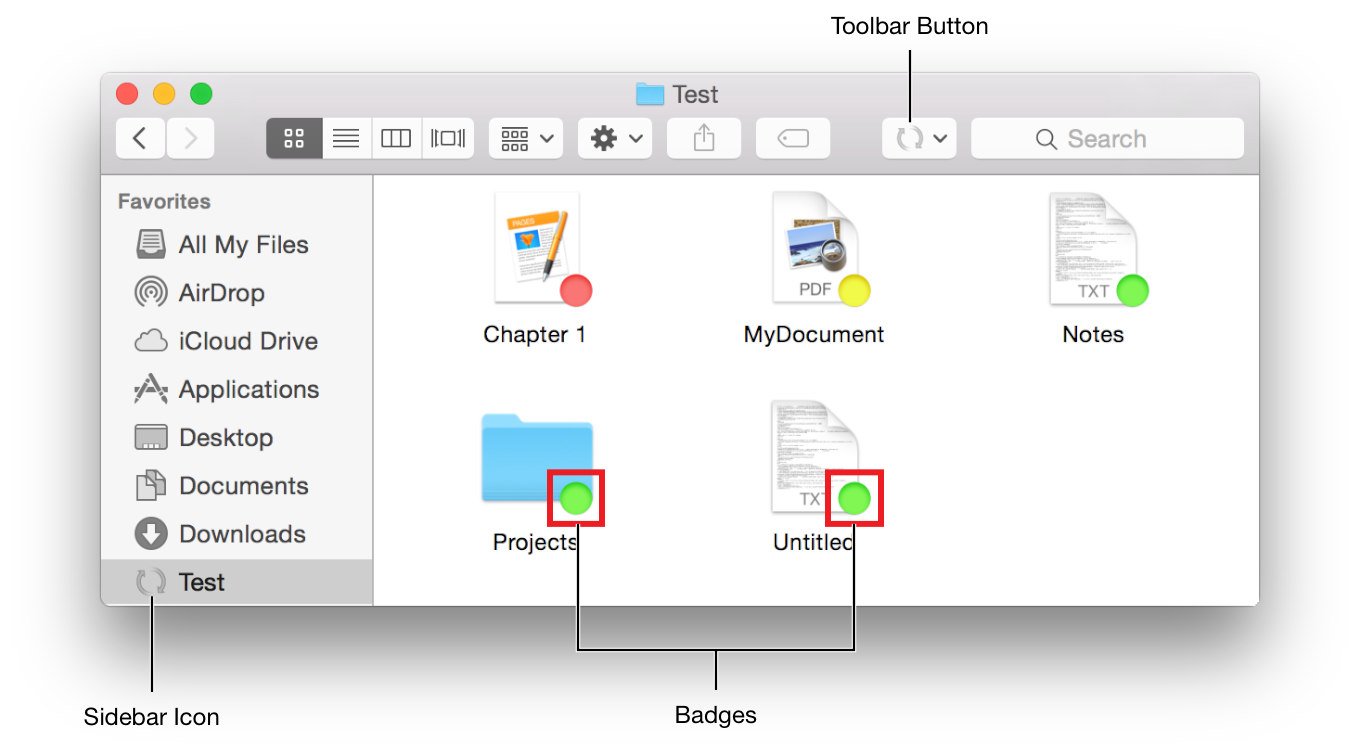 Toolbar Button
Test
Search
Favorites
All My Files
AirDrop
iCloud Drive
Applications
Desktop
Documents
Downloads
Test
PAGES
Chapter 1
PDF
MyDocument
TXT
Notes
Projects
TXT
Untitled
Sidebar Icon
Badges